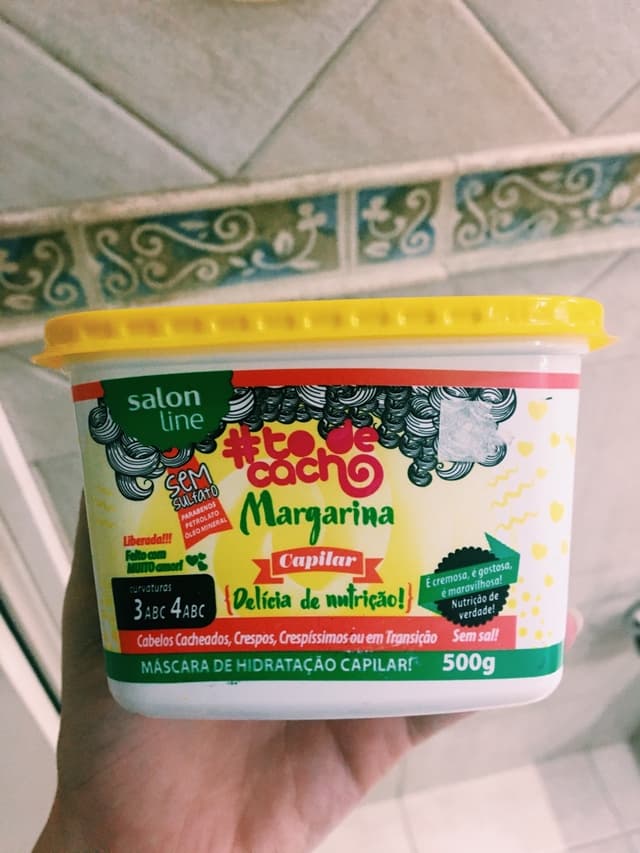 salon
line
#to de
cacho
SEM
SULFATO
PARABENOS
PETROLATO
ÓLEO MINERAL
Margarina
Capilar
{Delícia de nutrição!}
Liberada!!!
Feito com
MUITO amor!
curvaturas
3ABC 4ABC
É cremosa, é gostosa,
é maravilhosa!
Nutrição de
verdade!
Cabelos Cacheados, Crespos, Crespíssimos ou em Transição Sem sal!
MÁSCARA DE HIDRATAÇÃO CAPILAR! 500g